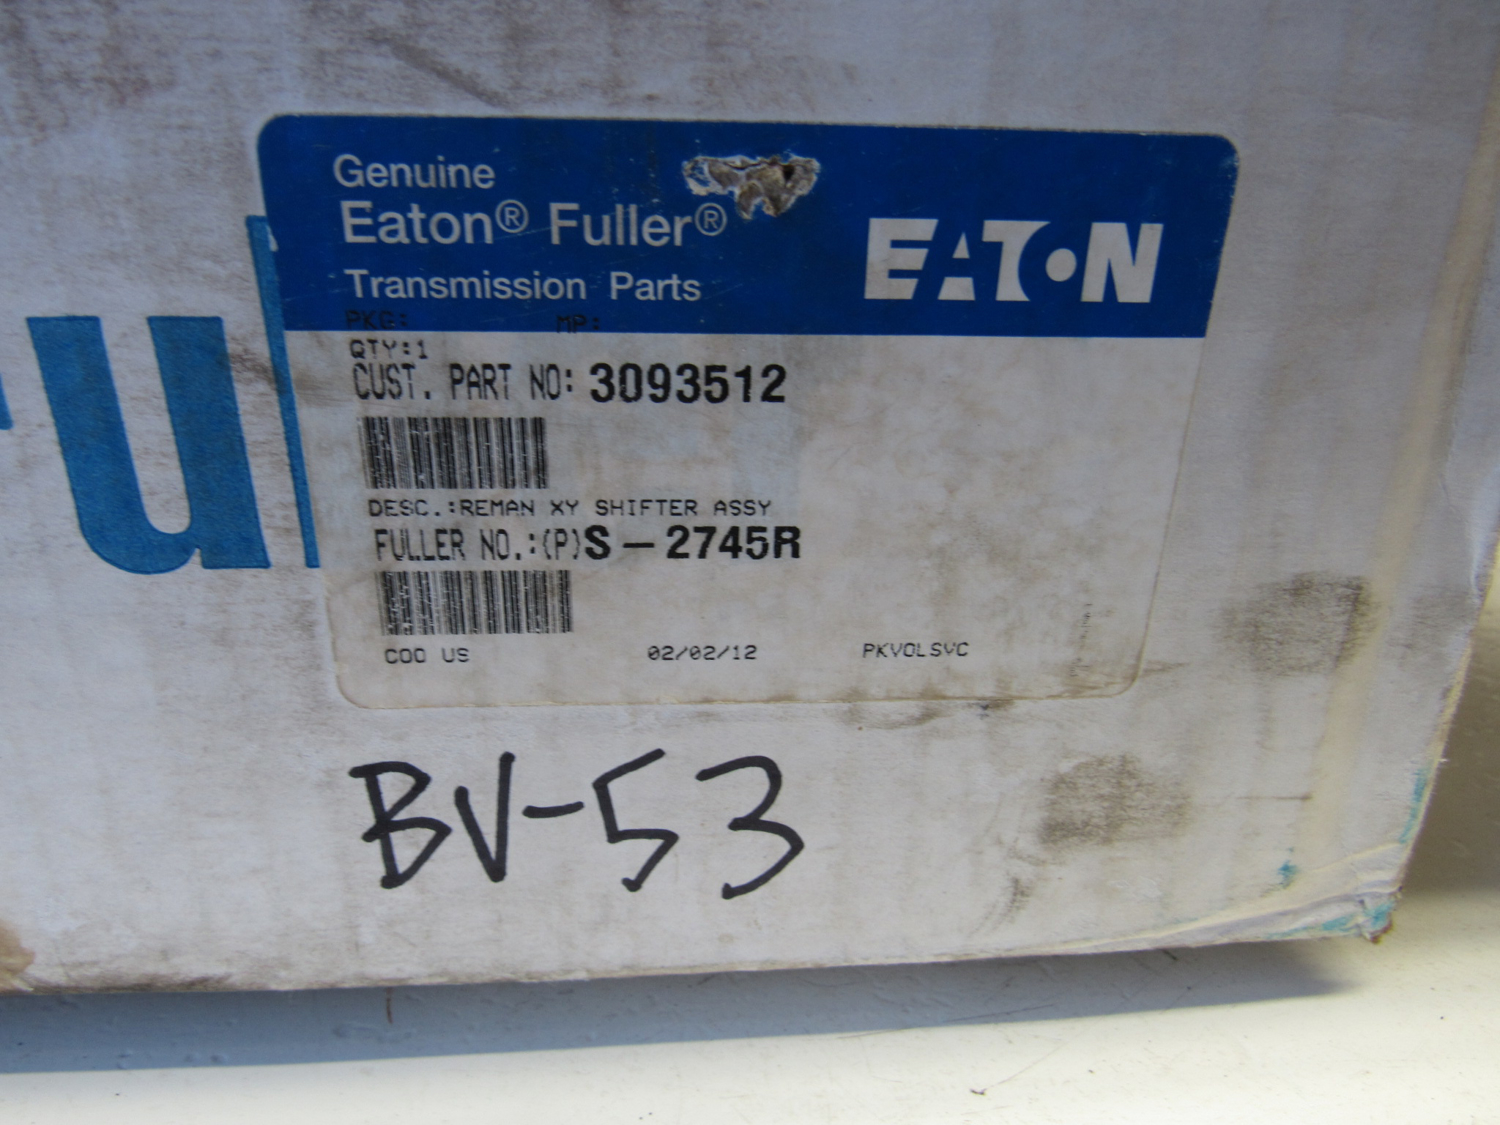 Genuine
Eaton® Fuller®
Transmission Parts
EATON
PKG: MP:
QTY:1
CUST. PART NO: 3093512
DESC.:REMAN XY SHIFTER ASSY
FULLER NO.:(P)S-2745R
COO US 02/02/12 PKVOLSVC
BV-53